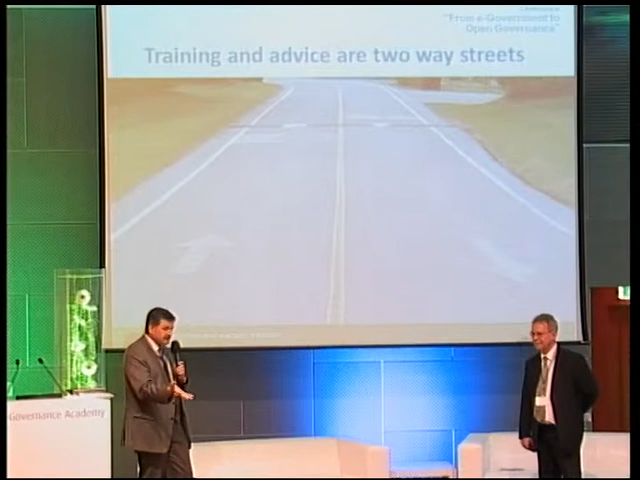 "From e-Government to
Open Governance"
Training and advice are two way streets
Governance Academy